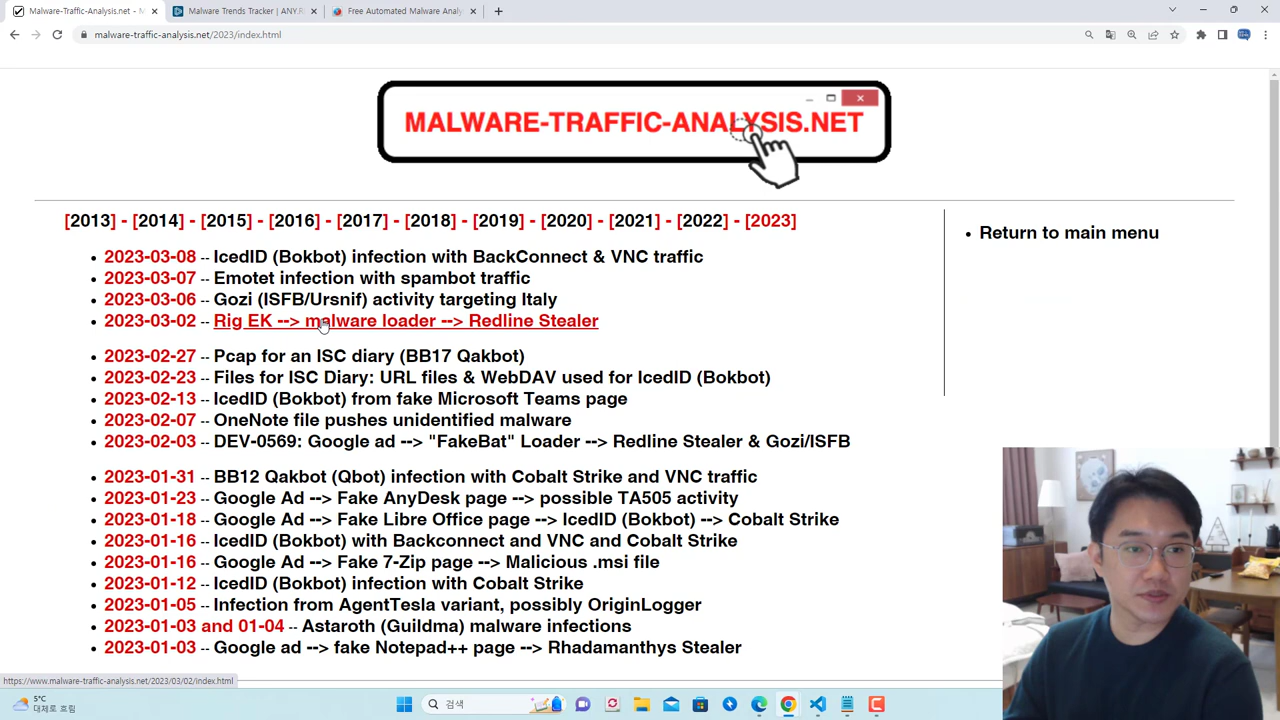 Malware-Traffic-Analysis.net - M
Malware Trends Tracker | ANY.R
Free Automated Malware Analy
malware-traffic-analysis.net/2023/index.html
MALWARE-TRAFFIC-ANALYSIS.NET
[2013] - [2014] - [2015] - [2016] - [2017] - [2018] - [2019] - [2020] - [2021] - [2022] - [2023]
Return to main menu
2023-03-08 -- IcedID (Bokbot) infection with BackConnect & VNC traffic
2023-03-07 -- Emotet infection with spambot traffic
2023-03-06 -- Gozi (ISFB/Ursnif) activity targeting Italy
2023-03-02 -- Rig EK --> malware loader --> Redline Stealer
2023-02-27 -- Pcap for an ISC diary (BB17 Qakbot)
2023-02-23 -- Files for ISC Diary: URL files & WebDAV used for IcedID (Bokbot)
2023-02-13 -- IcedID (Bokbot) from fake Microsoft Teams page
2023-02-07 -- OneNote file pushes unidentified malware
2023-02-03 -- DEV-0569: Google ad --> "FakeBat" Loader --> Redline Stealer & Gozi/ISFB
2023-01-31 -- BB12 Qakbot (Qbot) infection with Cobalt Strike and VNC traffic
2023-01-23 -- Google Ad --> Fake AnyDesk page --> possible TA505 activity
2023-01-18 -- Google Ad --> Fake Libre Office page --> IcedID (Bokbot) --> Cobalt Strike
2023-01-16 -- IcedID (Bokbot) with Backconnect and VNC and Cobalt Strike
2023-01-16 -- Google Ad --> Fake 7-Zip page --> Malicious .msi file
2023-01-12 -- IcedID (Bokbot) infection with Cobalt Strike
2023-01-05 -- Infection from AgentTesla variant, possibly OriginLogger
2023-01-03 and 01-04 -- Astaroth (Guildma) malware infections
2023-01-03 -- Google ad --> fake Notepad++ page --> Rhadamanthys Stealer
https://www.malware-traffic-analysis.net/2023/03/02/index.html
5°C
대체로 흐림
검색